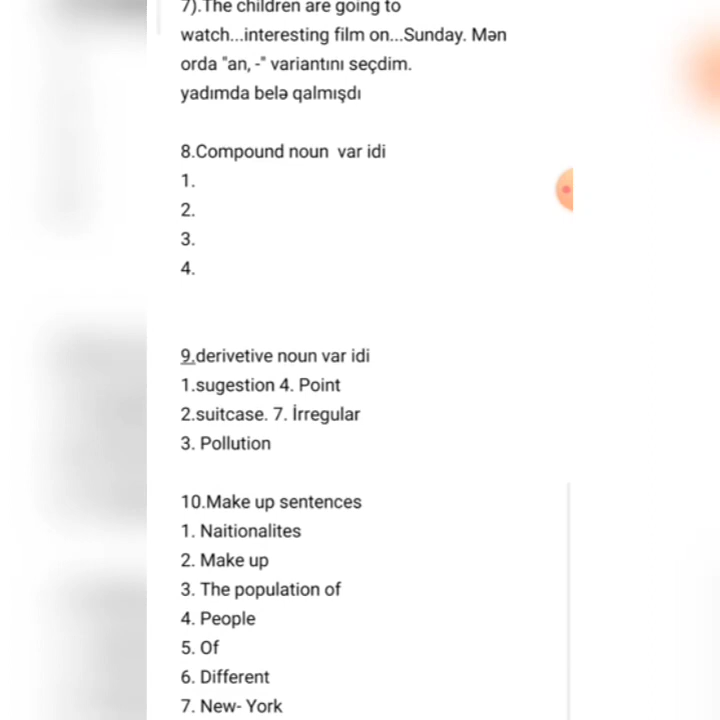 7).The children are going to
watch...interesting film on...Sunday. Mən
orda "an, -" variantını seçdim.
yadımda belə qalmışdı
8.Compound noun  var idi
1.
2.
3.
4.
9.derivetive noun var idi
1.sugestion 4. Point
2.suitcase. 7. İrregular
3. Pollution
10.Make up sentences
1. Naitionalites
2. Make up
3. The population of
4. People
5. Of
6. Different
7. New- York